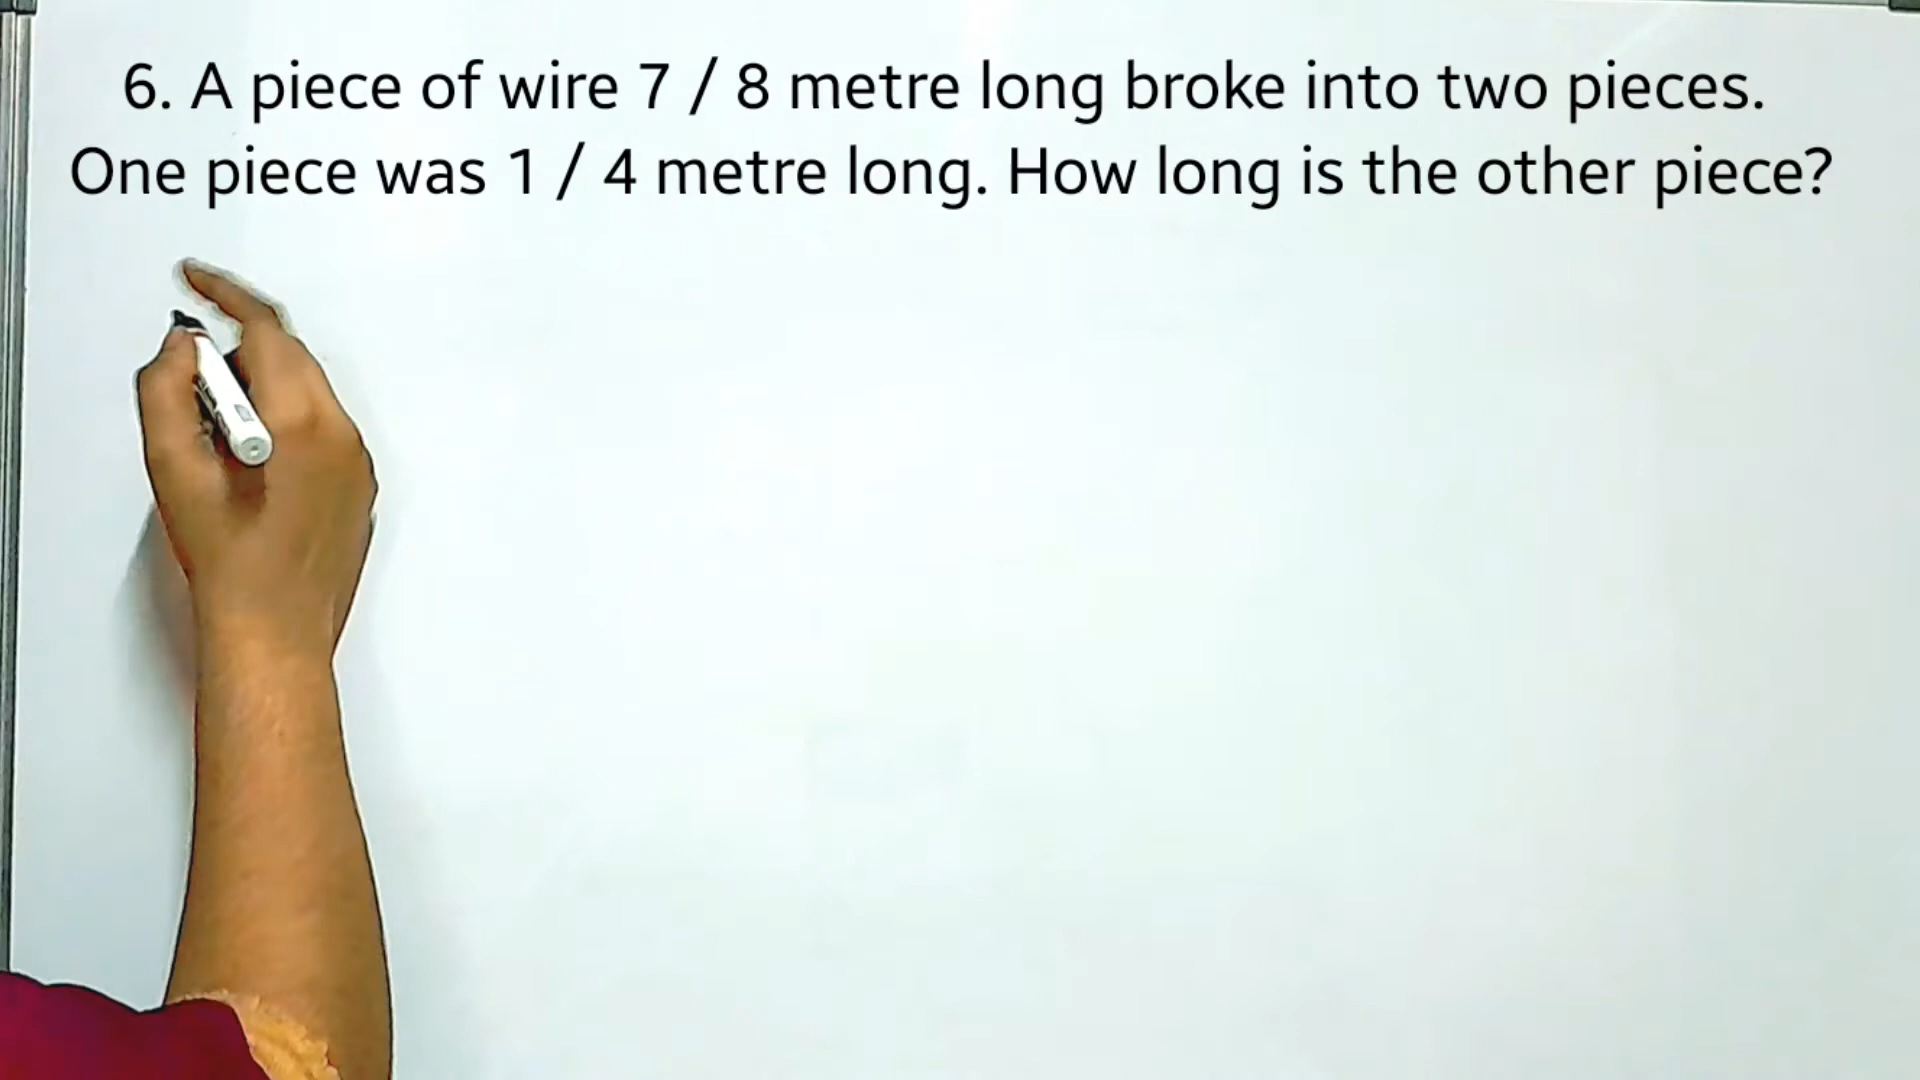 6. A piece of wire 7 / 8 metre long broke into two pieces.
One piece was 1 / 4 metre long. How long is the other piece?